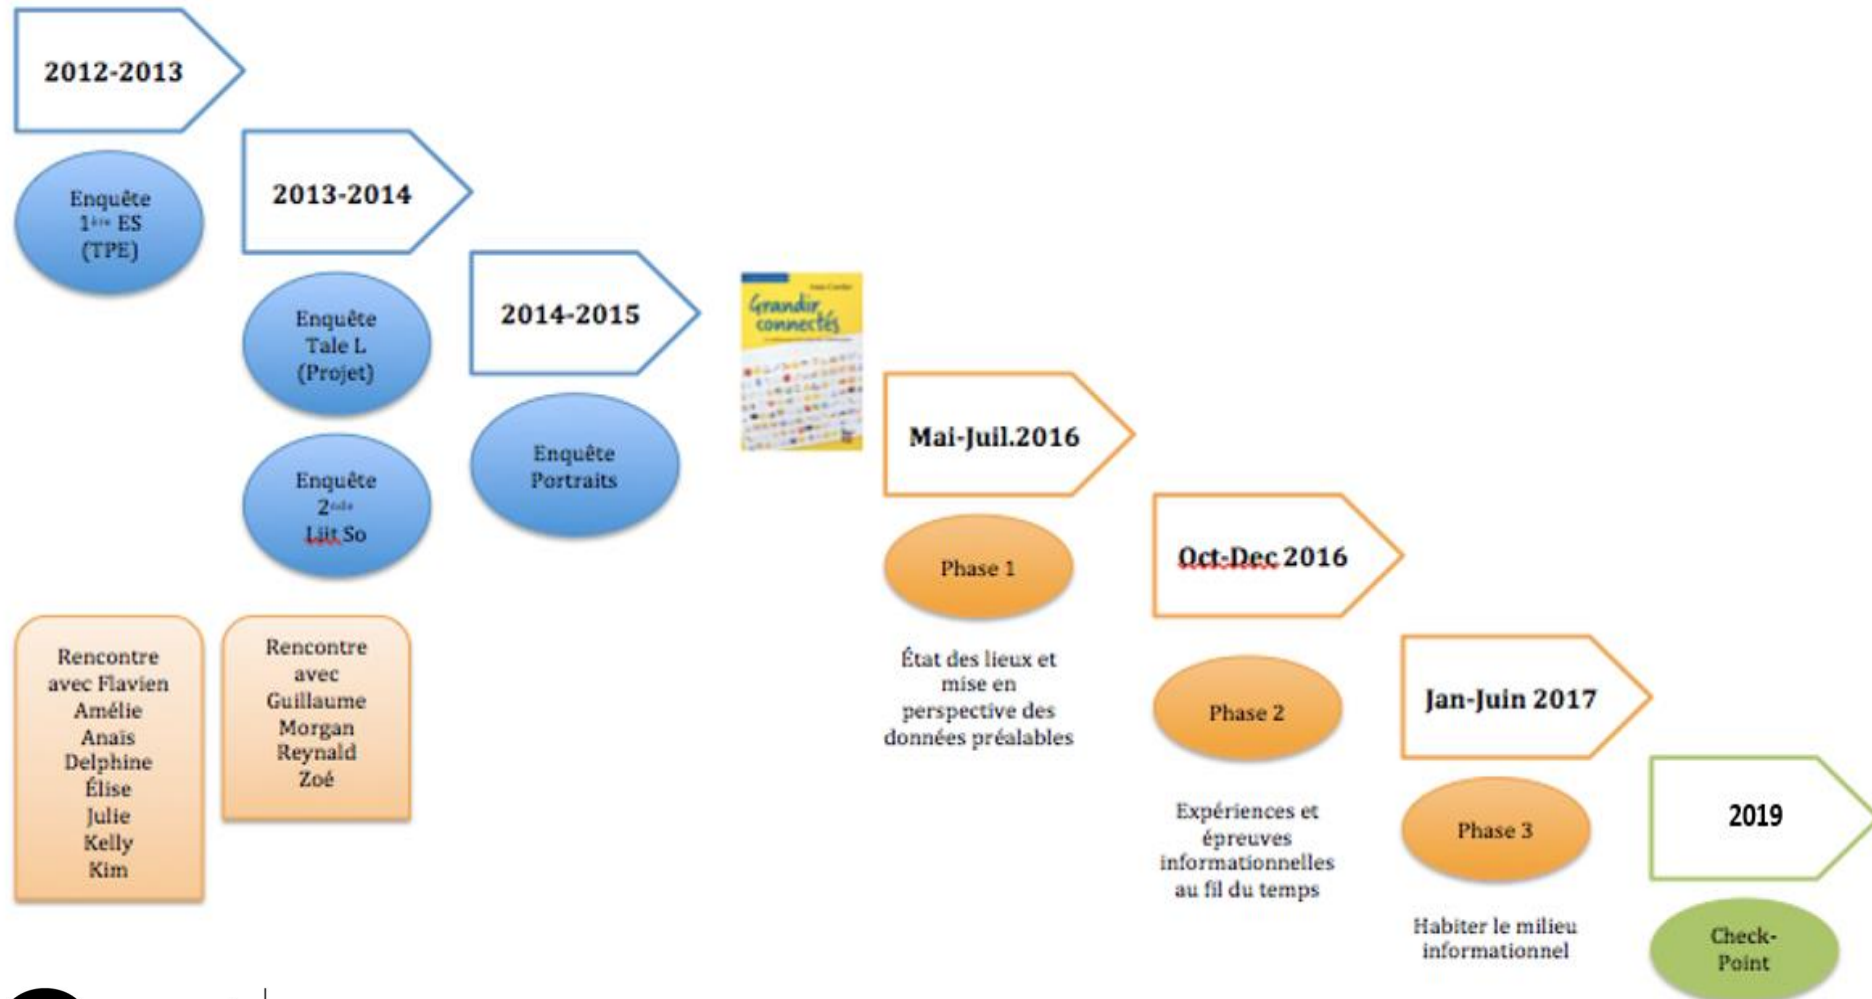 2012-2013
Enquête
1ère ES
(TPE)
2013-2014
Enquête
Tale L
(Projet)
Enquête
2nde
Liit So
2014-2015
Enquête
Portraits
Grandir
connectés
Mai-Juil.2016
Phase 1
État des lieux et
mise en
perspective des
données préalables
Oct-Dec 2016
Phase 2
Expériences et
épreuves
informationnelles
au fil du temps
Jan-Juin 2017
Phase 3
Habiter le milieu
informationnel
2019
Check-
Point
Rencontre
avec Flavien
Amélie
Anaïs
Delphine
Élise
Julie
Kelly
Kim
Rencontre
avec
Guillaume
Morgan
Reynald
Zoé